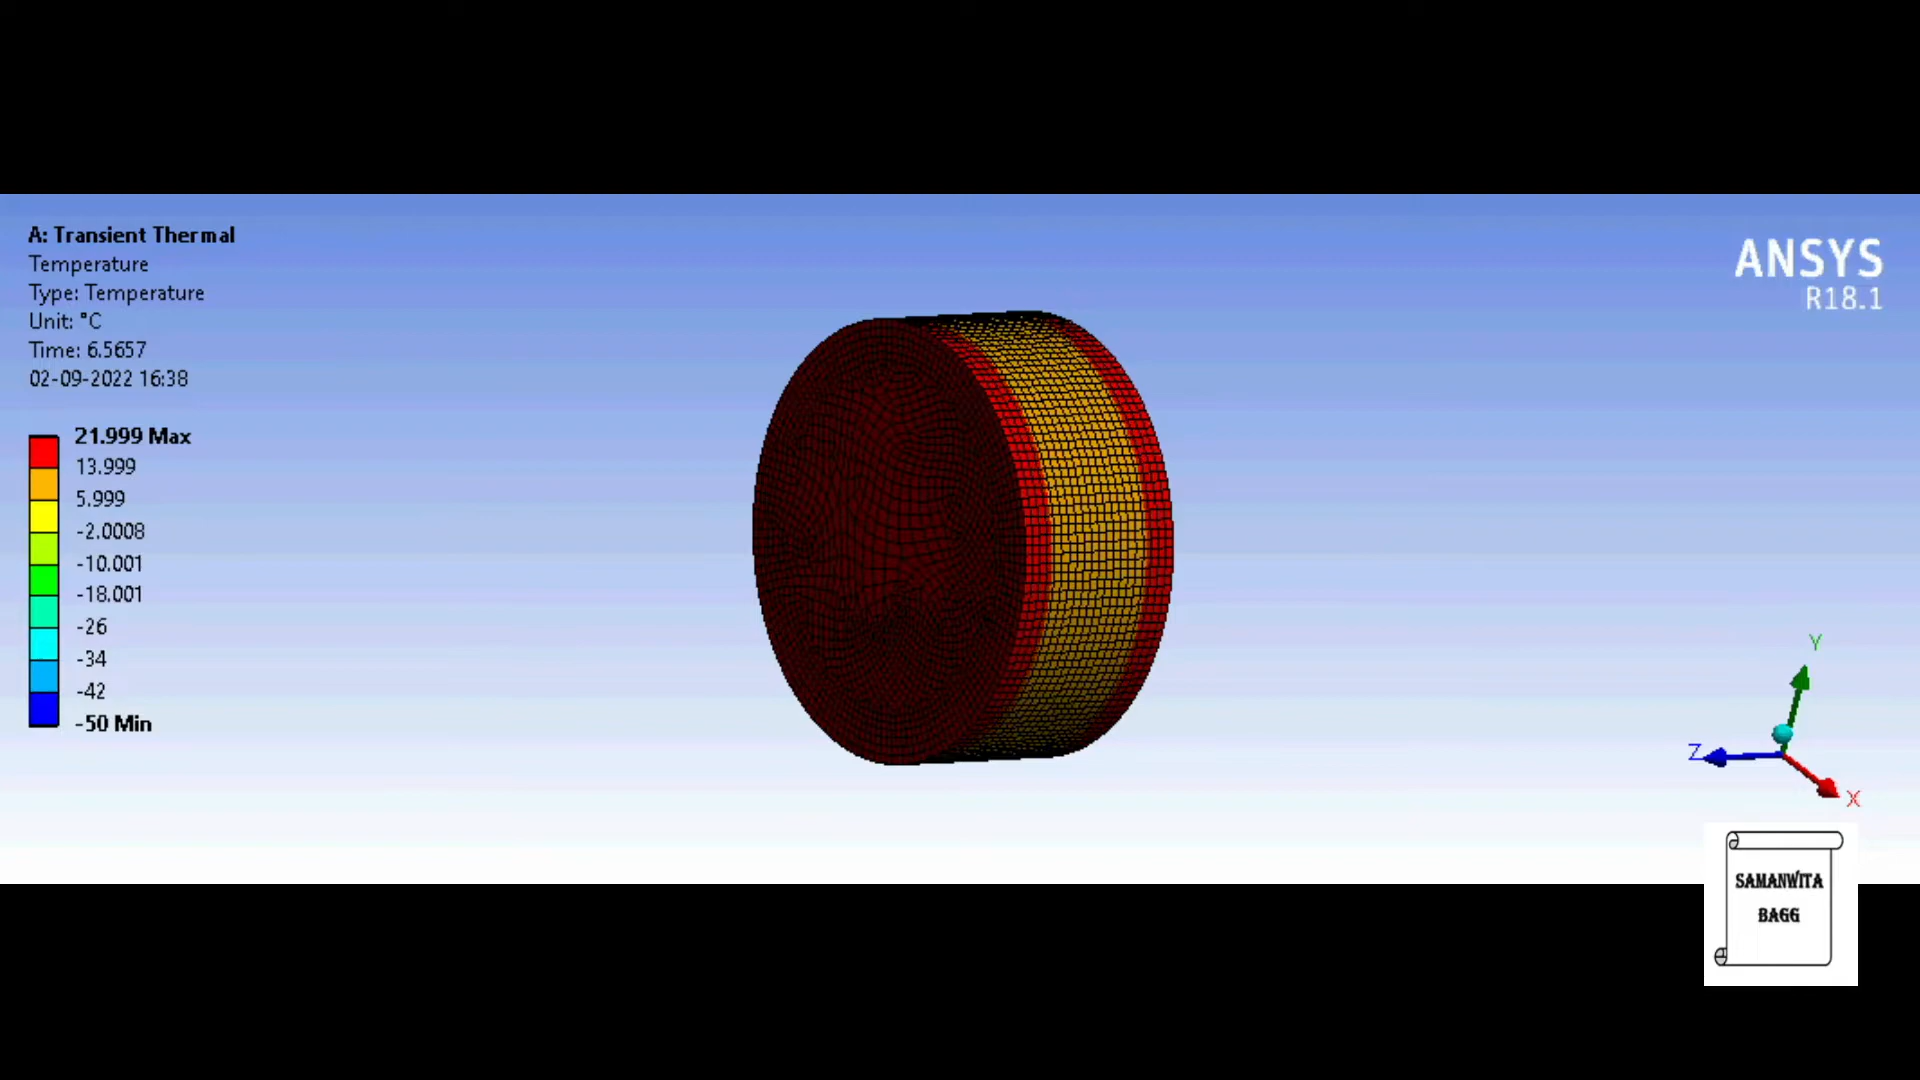 A: Transient Thermal
Temperature
Type: Temperature
Unit: °C
Time: 6.5657
02-09-2022 16:38
21.999 Max
13.999
5.999
-2.0008
-10.001
-18.001
-26
-34
-42
-50 Min
ANSYS
R18.1
Y
Z
X
SAMANWITA
BAGG